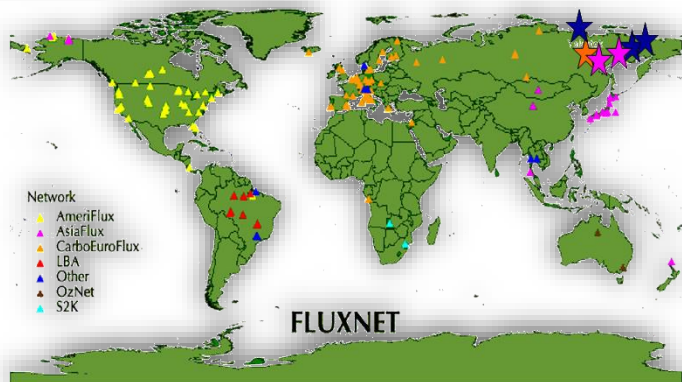 Network
AmeriFlux
AsiaFlux
CarboEuroFlux
LBA
Other
OzNet
S2K
FLUXNET